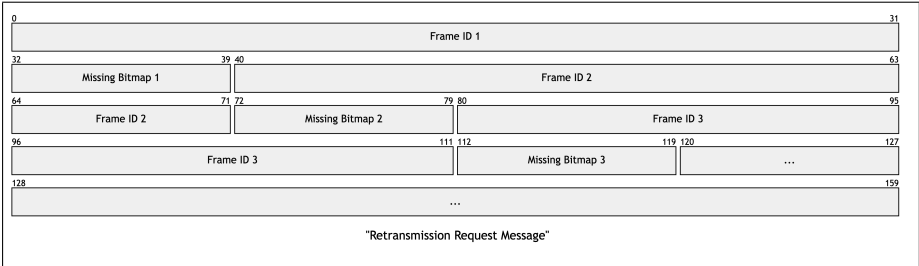 0 31
Frame ID 1
32 39 40 63
Missing Bitmap 1 Frame ID 2
64 71 72 79 80 95
Frame ID 2 Missing Bitmap 2 Frame ID 3
96 111 112 119 120 127
Frame ID 3 Missing Bitmap 3 ...
128 159
...
"Retransmission Request Message"